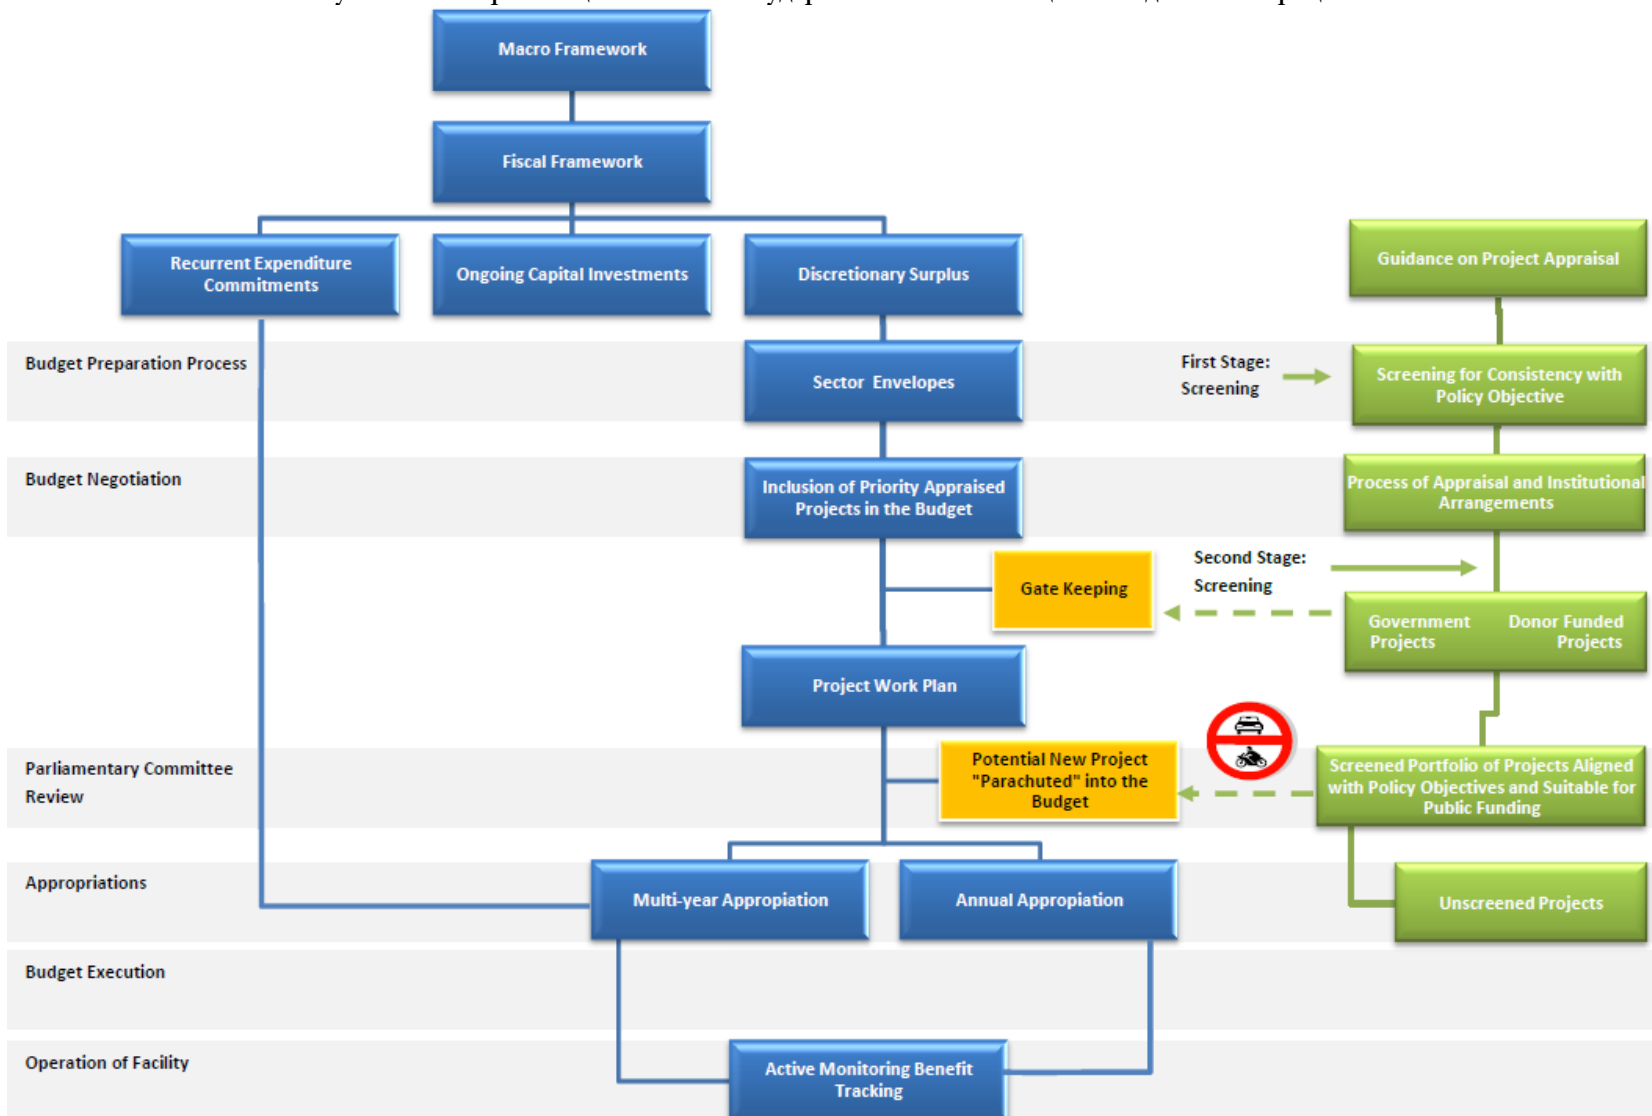 Macro Framework
Fiscal Framework
Recurrent Expenditure
Commitments
Ongoing Capital Investments
Discretionary Surplus
Guidance on Project Appraisal
Budget Preparation Process
Sector Envelopes
First Stage:
Screening
Screening for Consistency with
Policy Objective
Budget Negotiation
Inclusion of Priority Appraised
Projects in the Budget
Process of Appraisal and Institutional
Arrangements
Gate Keeping
Second Stage:
Screening
Government
Projects
Donor Funded
Projects
Project Work Plan
Parliamentary Committee
Review
Potential New Project
"Parachuted" into the
Budget
Screened Portfolio of Projects Aligned
with Policy Objectives and Suitable for
Public Funding
Appropriations
Multi-year Appropiation
Annual Appropiation
Unscreened Projects
Budget Execution
Operation of Facility
Active Monitoring Benefit
Tracking